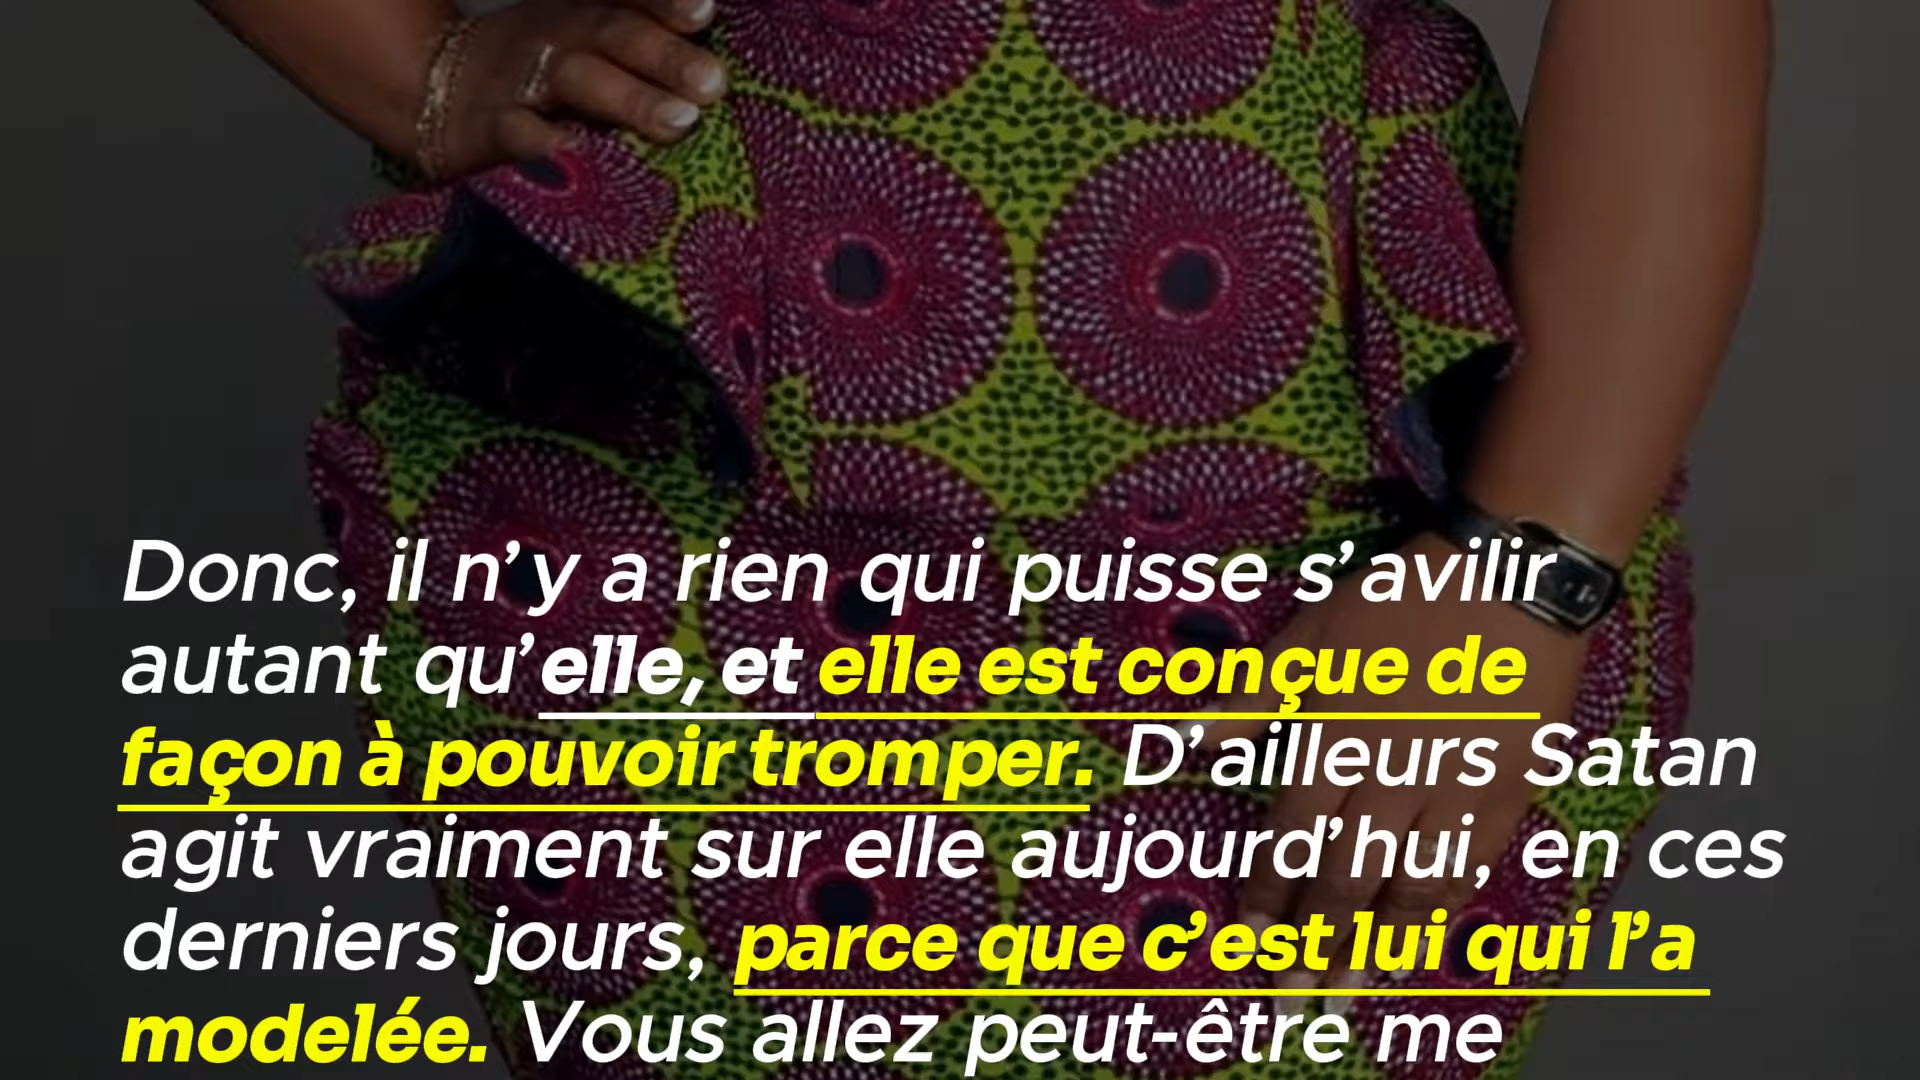 Donc, il n’y a rien qui puisse s’avilir
autant qu’elle, et elle est conçue de
façon à pouvoir tromper. D’ailleurs Satan
agit vraiment sur elle aujourd’hui, en ces
derniers jours, parce que c’est lui qui l’a
modelée. Vous allez peut-être me